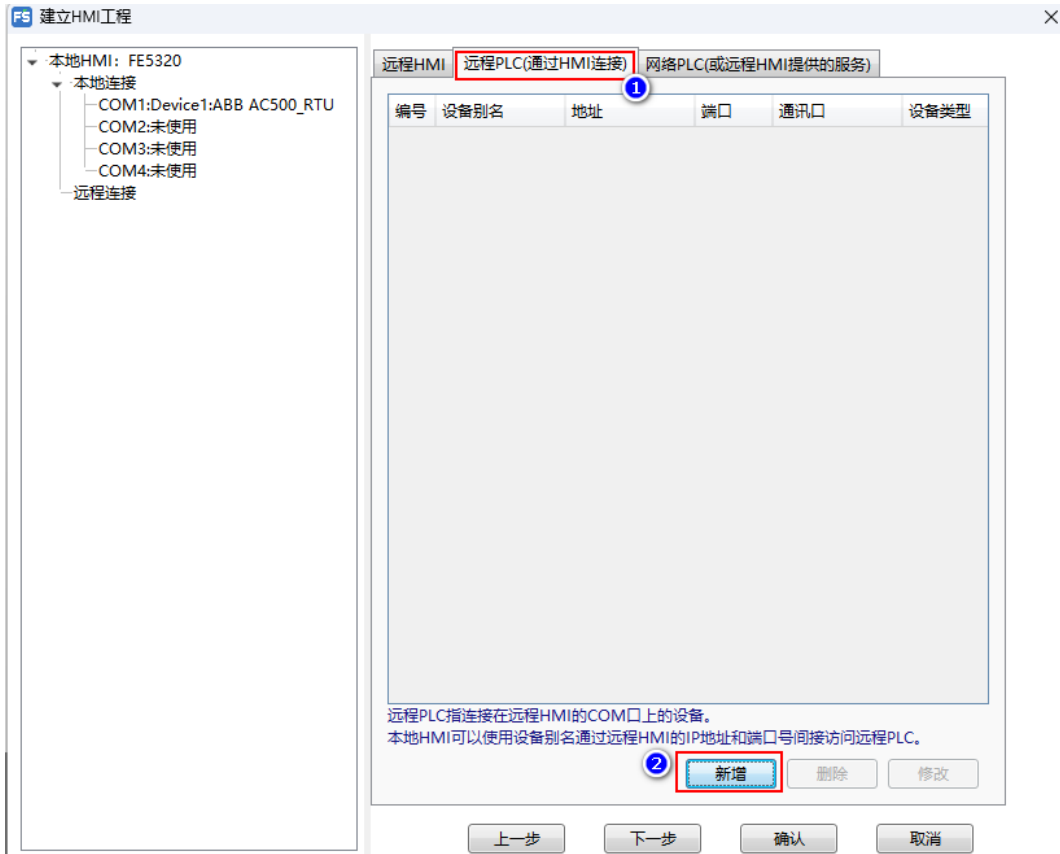 FS 建立HMI工程
本地HMI：FE5320
本地连接
COM1:Device1:ABB AC500_RTU
COM2:未使用
COM3:未使用
COM4:未使用
远程连接
远程HMI 远程PLC(通过HMI连接) 网络PLC(或远程HMI提供的服务)
1
编号 设备别名 地址 端口 通讯口 设备类型
远程PLC指连接在远程HMI的COM口上的设备。
本地HMI可以使用设备别名通过远程HMI的IP地址和端口号间接访问远程PLC。
2 新增 删除 修改
上一步 下一步 确认 取消